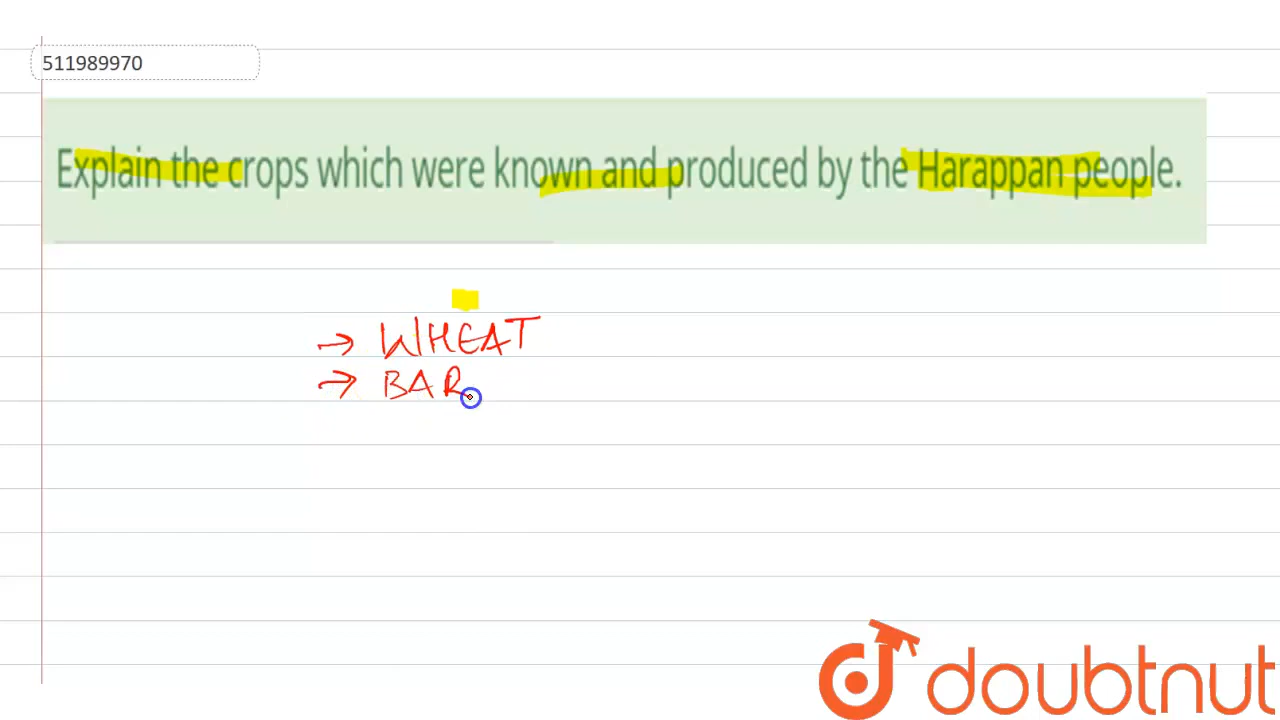 511989970
Explain the crops which were known and produced by the Harappan people.
→ WHEAT
→ BAR
doubtnut